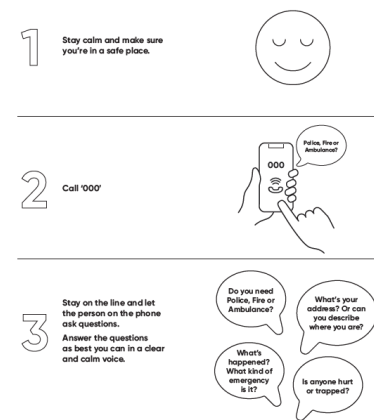 1
Stay calm and make sure
you're in a safe place.
2
Call '000'
Police, Fire or
Ambulance?
000
3
Stay on the line and let
the person on the phone
ask questions.
Answer the questions
as best you can in a clear
and calm voice.
Do you need
Police, Fire or
Ambulance?
What's your
address? Or can
you describe
where you are?
What's
happened?
What kind of
emergency
is it?
Is anyone hurt
or trapped?